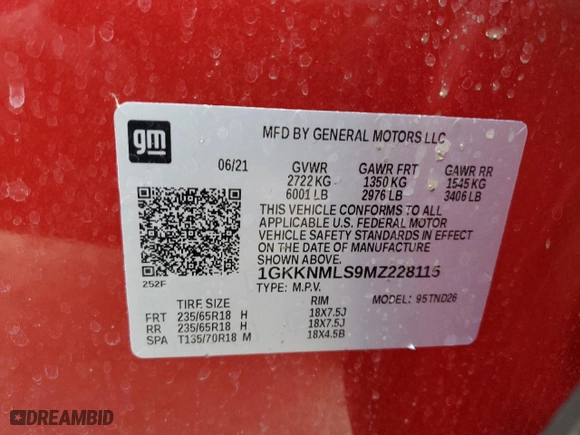 gm
MFD BY GENERAL MOTORS LLC
06/21 GVWR GAWR FRT GAWR RR
2722 KG 1350 KG 1545 KG
6001 LB 2976 LB 3406 LB
THIS VEHICLE CONFORMS TO ALL
APPLICABLE U.S. FEDERAL MOTOR
VEHICLE SAFETY STANDARDS IN EFFECT
ON THE DATE OF MANUFACTURE
SHOWN ABOVE.
252F
1GKKNMLS9MZ228115
TYPE: M.P.V. MODEL: 95TND26
TIRE SIZE RIM
FRT 235/65R18 H 18X7.5J
RR 235/65R18 H 18X7.5J
SPA T135/70R18 M 18X4.5B
DREAMBID